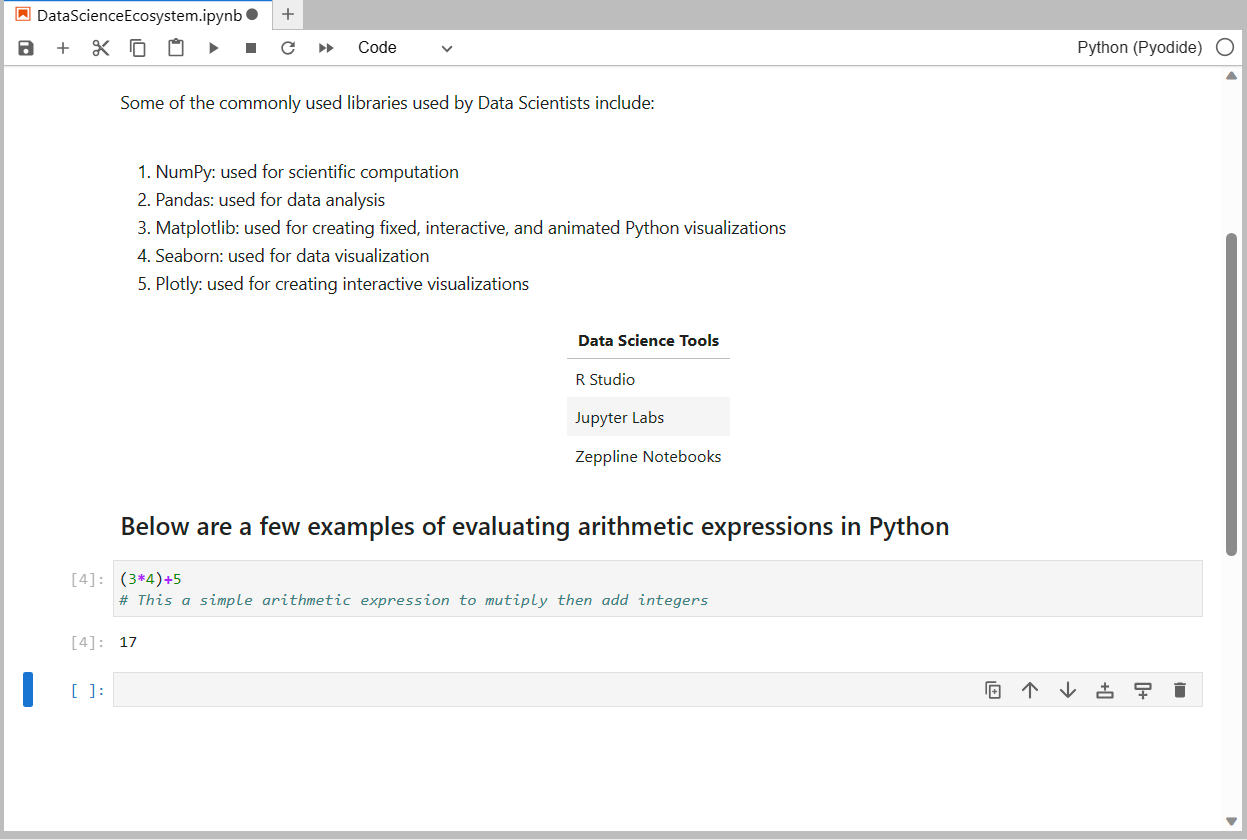 DataScienceEcosystem.ipynb
Code
Python (Pyodide)
Some of the commonly used libraries used by Data Scientists include:
1. NumPy: used for scientific computation
2. Pandas: used for data analysis
3. Matplotlib: used for creating fixed, interactive, and animated Python visualizations
4. Seaborn: used for data visualization
5. Plotly: used for creating interactive visualizations
Data Science Tools
R Studio
Jupyter Labs
Zeppline Notebooks
Below are a few examples of evaluating arithmetic expressions in Python
[4]: (3*4)+5
# This a simple arithmetic expression to mutiply then add integers
[4]: 17
[ ]: